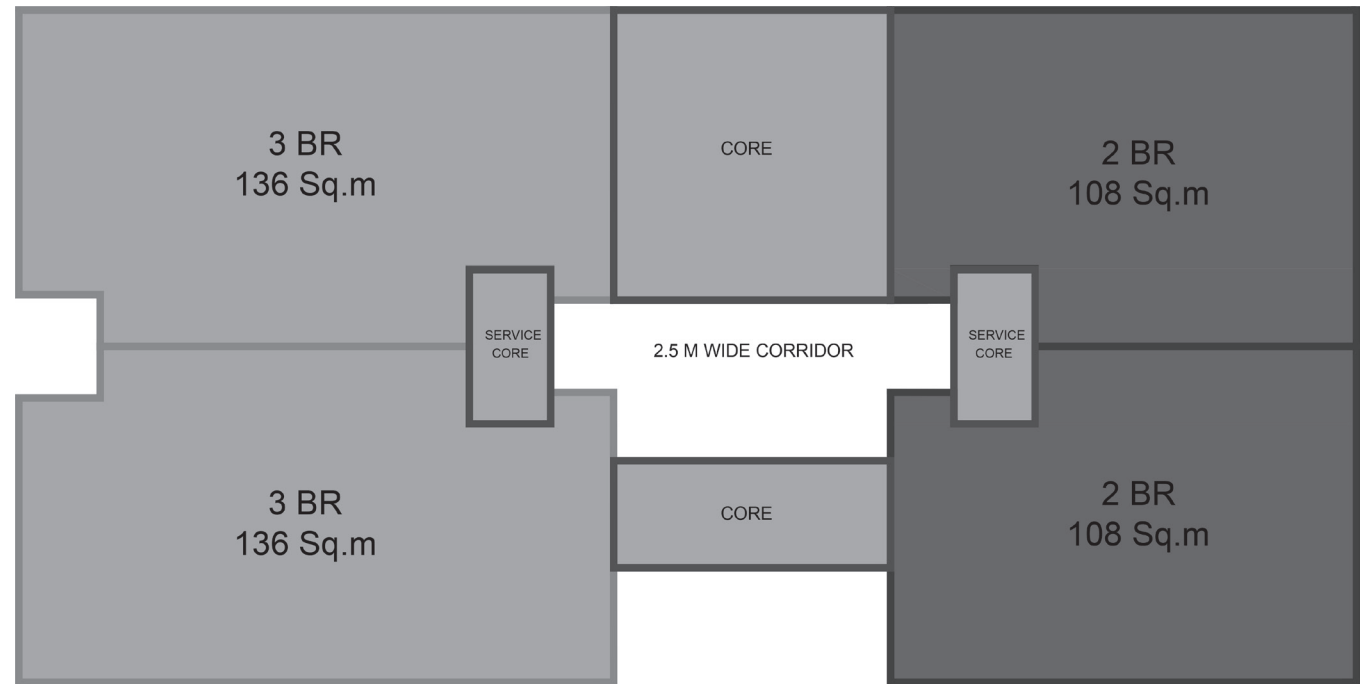 3 BR
136 Sq.m
CORE
2 BR
108 Sq.m
SERVICE
CORE
2.5 M WIDE CORRIDOR
SERVICE
CORE
3 BR
136 Sq.m
CORE
2 BR
108 Sq.m